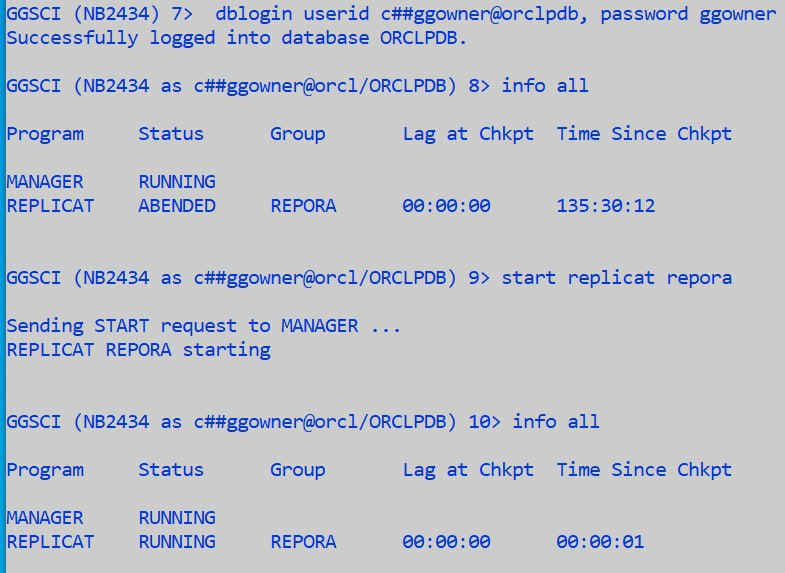 GGSCI (NB2434) 7>  dblogin userid c##ggowner@orclpdb, password ggowner
Successfully logged into database ORCLPDB.
GGSCI (NB2434 as c##ggowner@orcl/ORCLPDB) 8> info all
Program     Status      Group       Lag at Chkpt  Time Since Chkpt
MANAGER     RUNNING
REPLICAT    ABENDED     REPORA      00:00:00      135:30:12
GGSCI (NB2434 as c##ggowner@orcl/ORCLPDB) 9> start replicat repora
Sending START request to MANAGER ...
REPLICAT REPORA starting
GGSCI (NB2434 as c##ggowner@orcl/ORCLPDB) 10> info all
Program     Status      Group       Lag at Chkpt  Time Since Chkpt
MANAGER     RUNNING
REPLICAT    RUNNING     REPORA      00:00:00      00:00:01